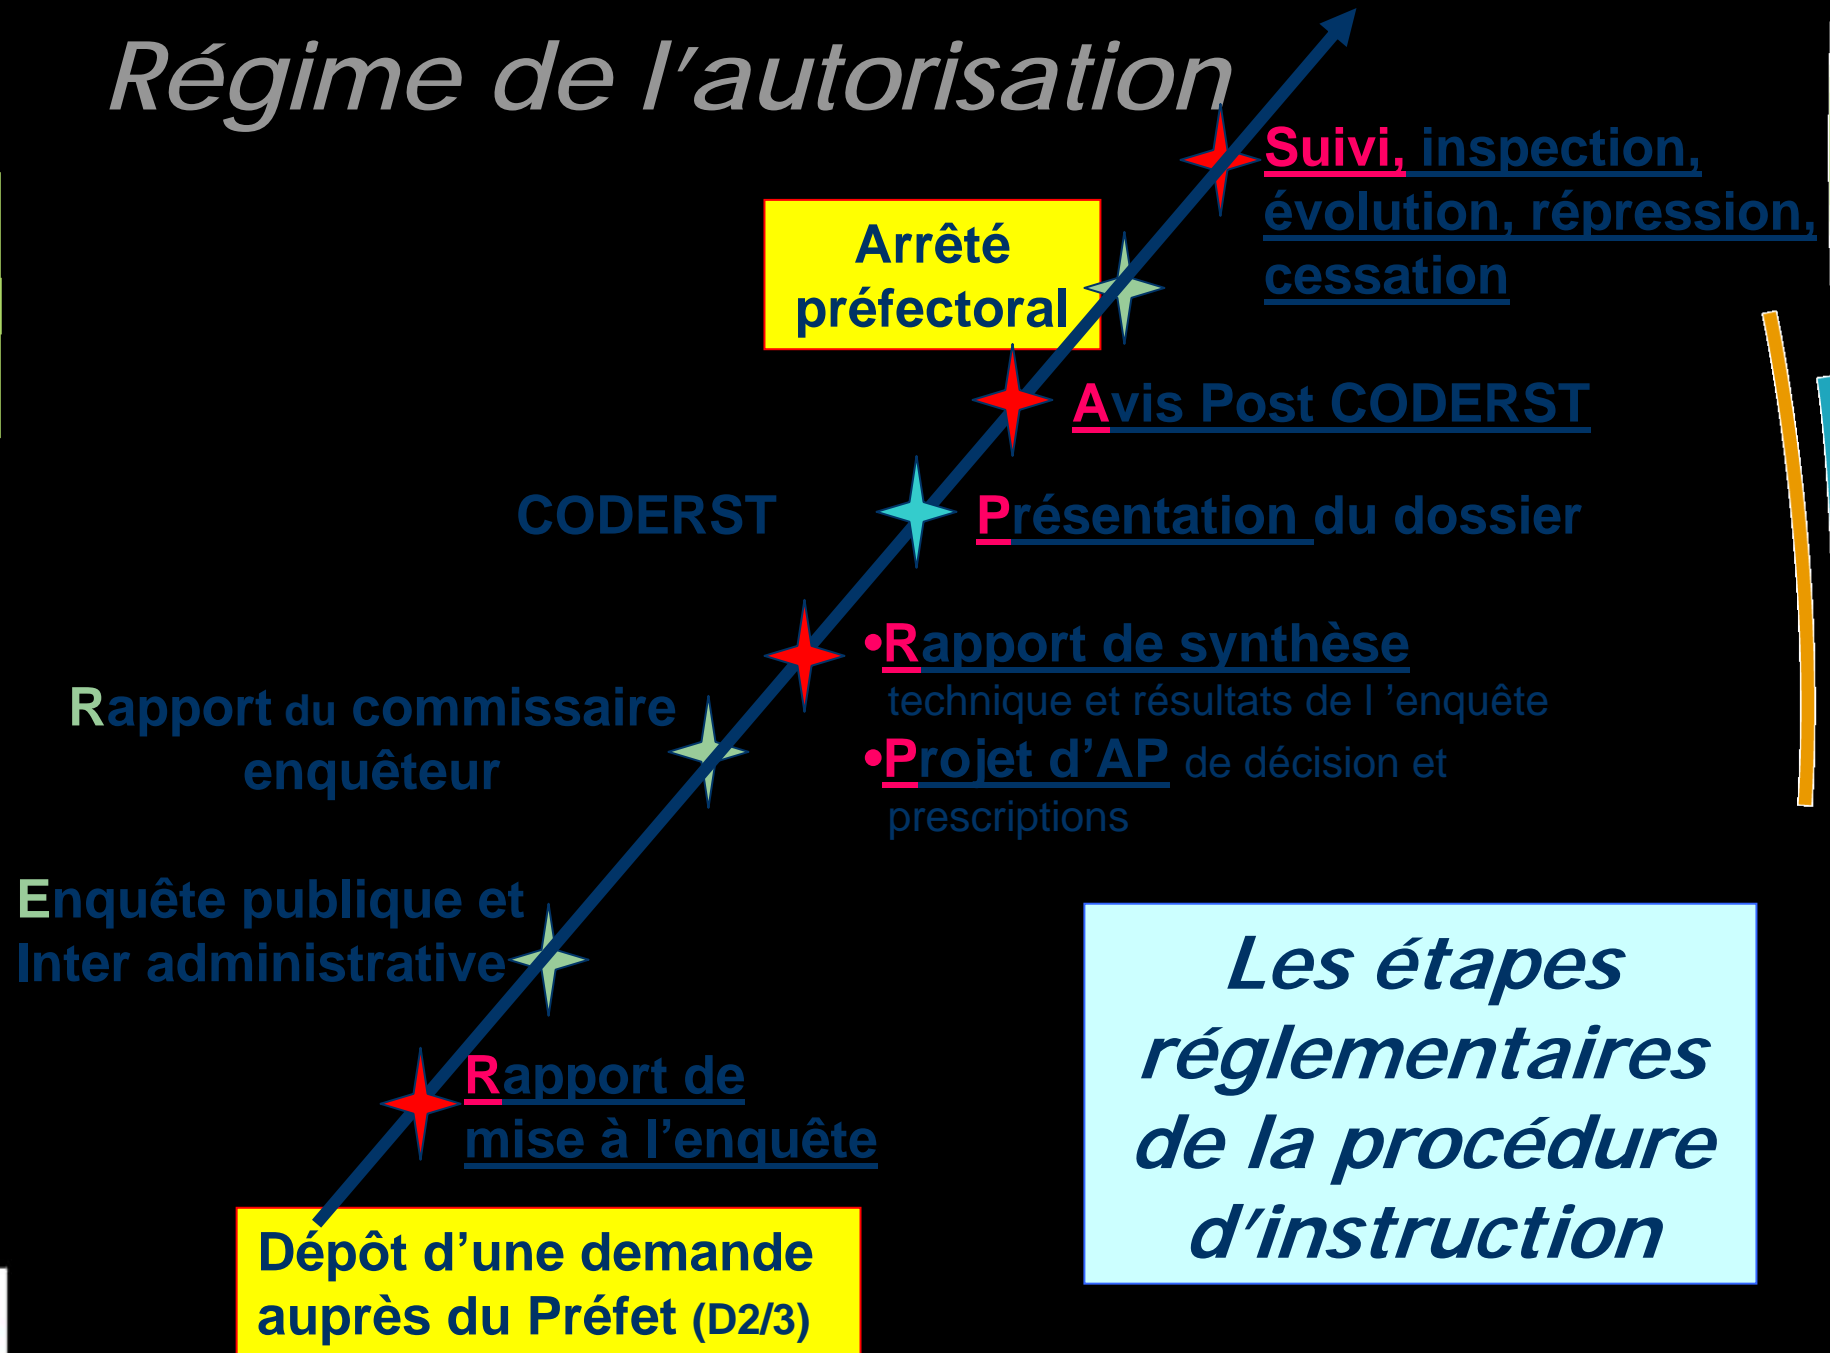 Régime de l'autorisation
Suivi, inspection,
évolution, répression,
cessation
Arrêté
préfectoral
Avis Post CODERST
CODERST
Présentation du dossier
•Rapport de synthèse
technique et résultats de l 'enquête
•Projet d'AP de décision et
prescriptions
Rapport du commissaire
enquêteur
Enquête publique et
Inter administrative
Rapport de
mise à l'enquête
Dépôt d'une demande
auprès du Préfet (D2/3)
Les étapes
réglementaires
de la procédure
d'instruction